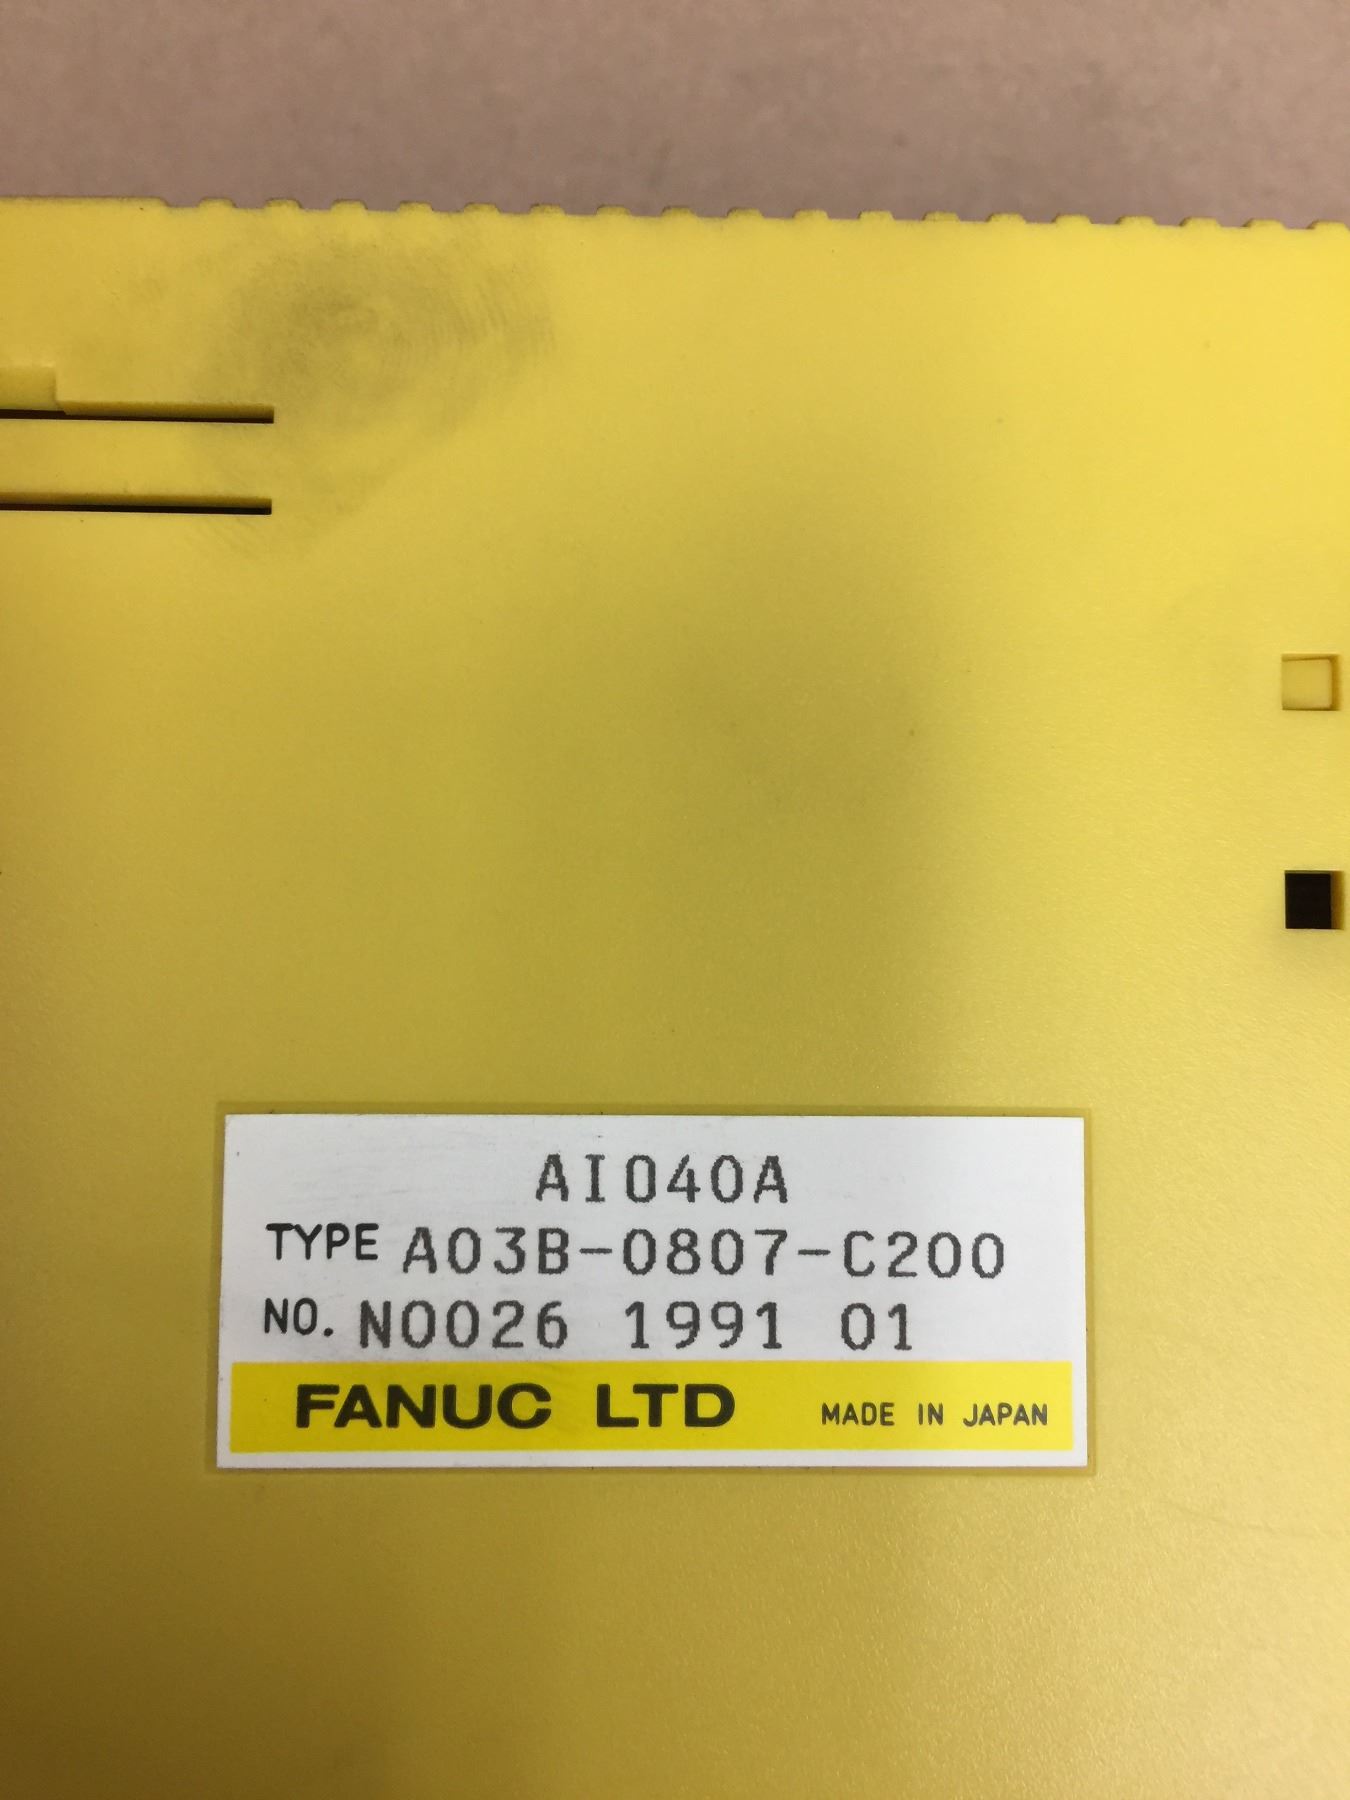 AI040A
TYPE A03B-0807-C200
NO. N0026 1991 01
FANUC LTD MADE IN JAPAN